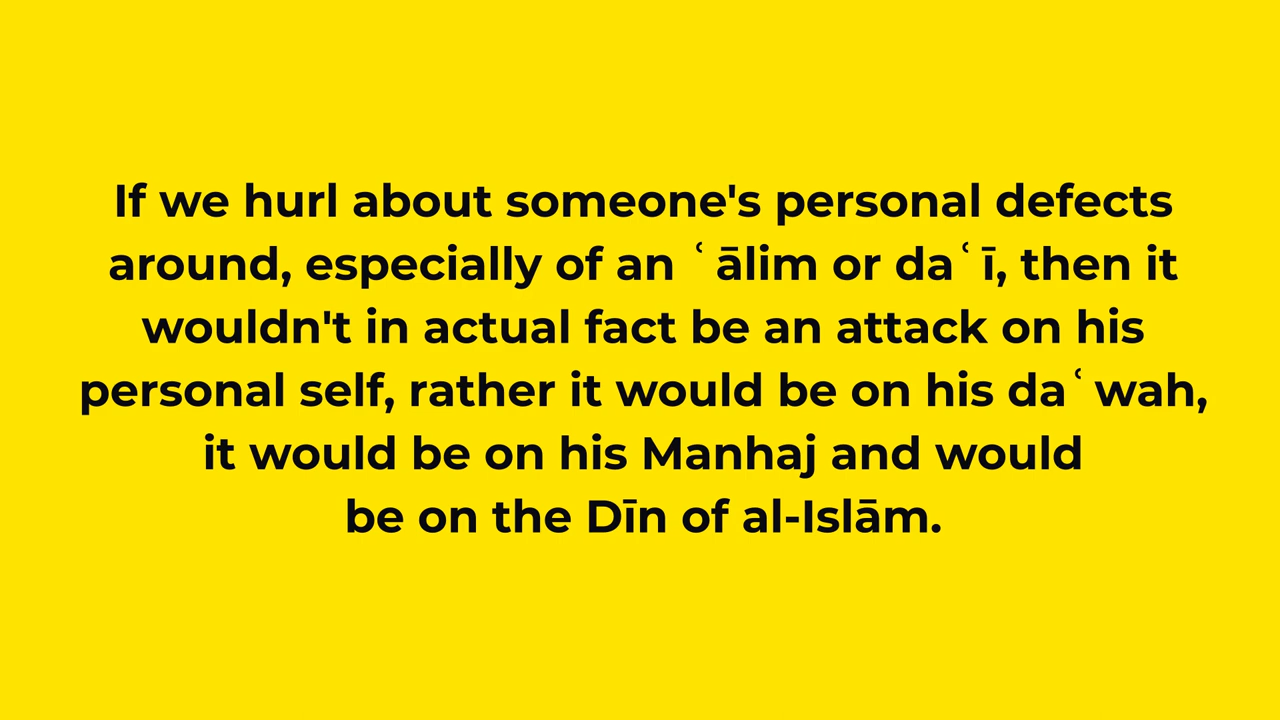 If we hurl about someone's personal defects
around, especially of an ʿālim or daʿī, then it
wouldn't in actual fact be an attack on his
personal self, rather it would be on his daʿwah,
it would be on his Manhaj and would
be on the Dīn of al-Islām.